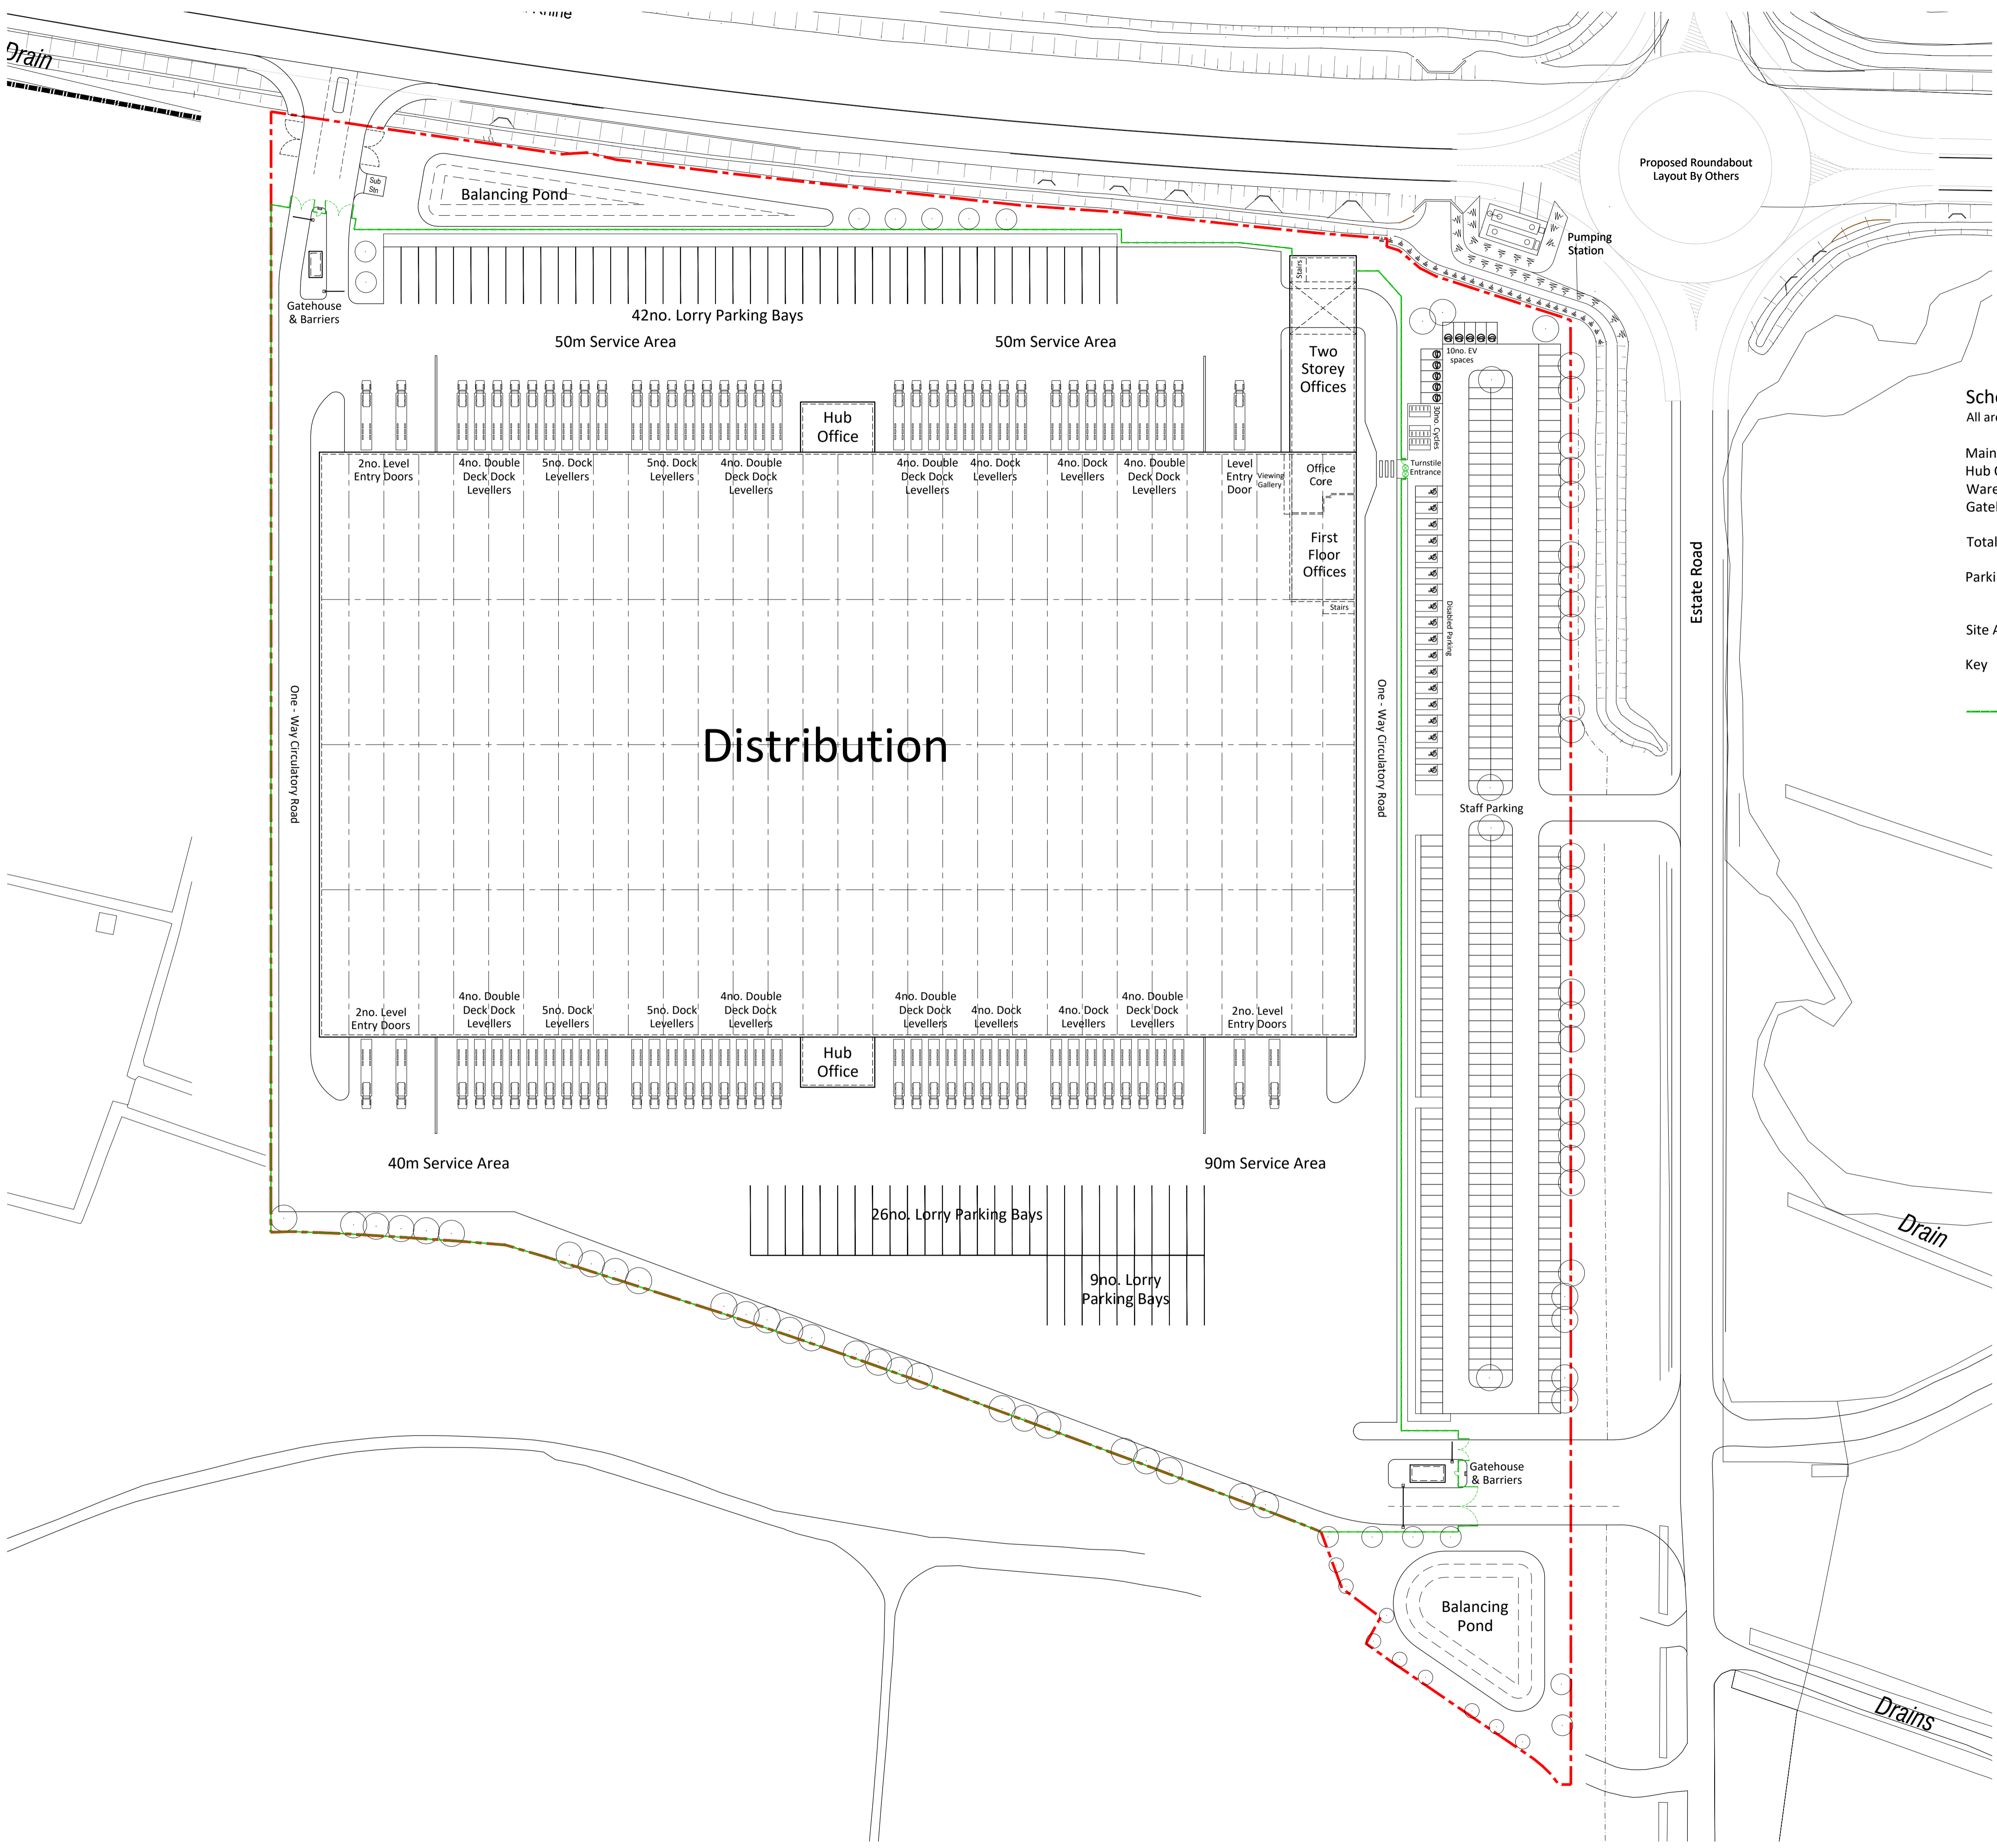 Drain
Proposed Roundabout
Layout By Others
Sub
Stn
Balancing Pond
Pumping
Station
Gatehouse
& Barriers
42no. Lorry Parking Bays
50m Service Area
50m Service Area
Stairs
Two
Storey
Offices
10no. EV
spaces
30no. Cycles
Hub
Office
2no. Level
Entry Doors
4no. Double
Deck Dock
Levellers
5no. Dock
Levellers
5no. Dock
Levellers
4no. Double
Deck Dock
Levellers
4no. Double
Deck Dock
Levellers
4no. Dock
Levellers
4no. Dock
Levellers
4no. Double
Deck Dock
Levellers
Level
Entry
Door
Viewing
Gallery
Office
Core
Turnstile
Entrance
First
Floor
Offices
Stairs
Disabled Parking
Estate Road
All
Hub
Total
Site
Key
One - Way Circulatory Road
Distribution
One - Way Circulatory Road
Staff Parking
2no. Level
Entry Doors
4no. Double
Deck Dock
Levellers
5no. Dock
Levellers
5no. Dock
Levellers
4no. Double
Deck Dock
Levellers
4no. Double
Deck Dock
Levellers
4no. Dock
Levellers
4no. Dock
Levellers
4no. Double
Deck Dock
Levellers
2no. Level
Entry Doors
Hub
Office
40m Service Area
90m Service Area
26no. Lorry Parking Bays
9no. Lorry
Parking Bays
Drain
Gatehouse
& Barriers
Balancing
Pond
Drains